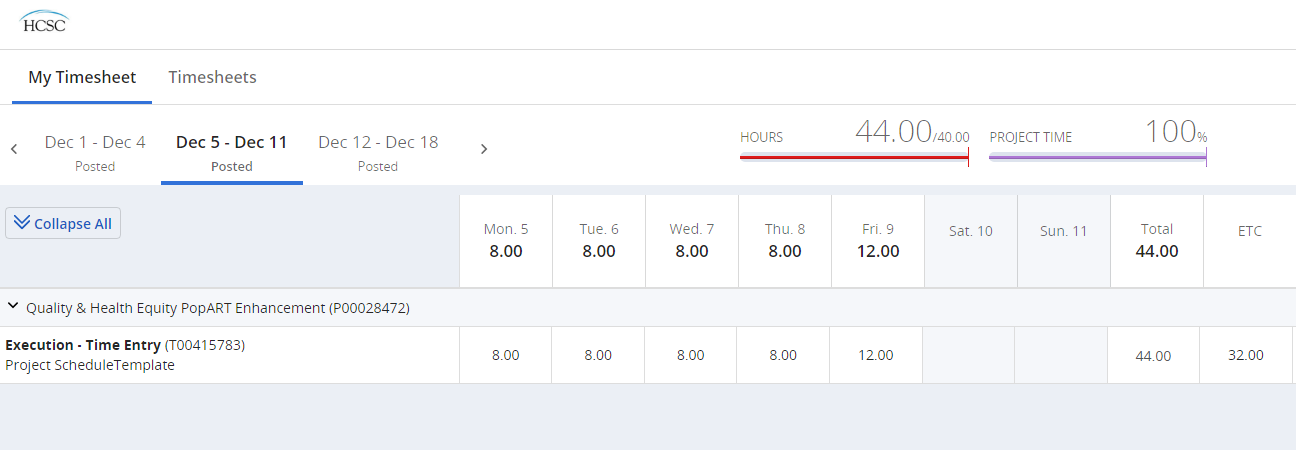 HCSC
My Timesheet Timesheets
Dec 1 - Dec 4 Dec 5 - Dec 11 Dec 12 - Dec 18 HOURS 44.00/40.00 PROJECT TIME 100%
Posted Posted Posted
Collapse All
Mon. 5 Tue. 6 Wed. 7 Thu. 8 Fri. 9 Sat. 10 Sun. 11 Total ETC
8.00 8.00 8.00 8.00 12.00 44.00
Quality & Health Equity PopART Enhancement (P00028472)
Execution - Time Entry (T00415783) 8.00 8.00 8.00 8.00 12.00 44.00 32.00
Project ScheduleTemplate